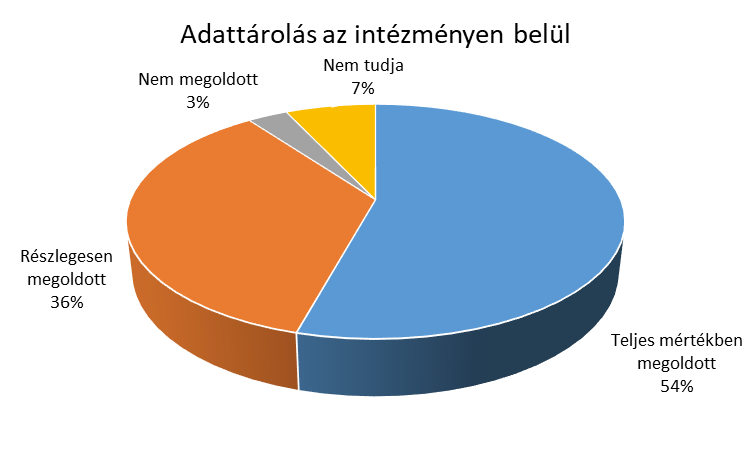 Adattárolás az intézményen belül
Nem tudja
7%
Nem megoldott
3%
Részlegesen
megoldott
36%
Teljes mértékben
megoldott
54%